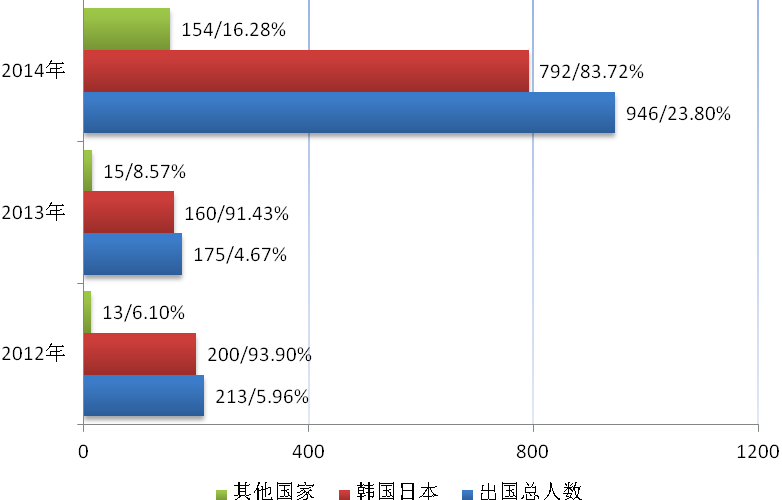 154/16.28%
2014年
792/83.72%
946/23.80%
15/8.57%
2013年
160/91.43%
175/4.67%
13/6.10%
2012年
200/93.90%
213/5.96%
0 400 800 1200
其他国家 韩国日本 出国总人数